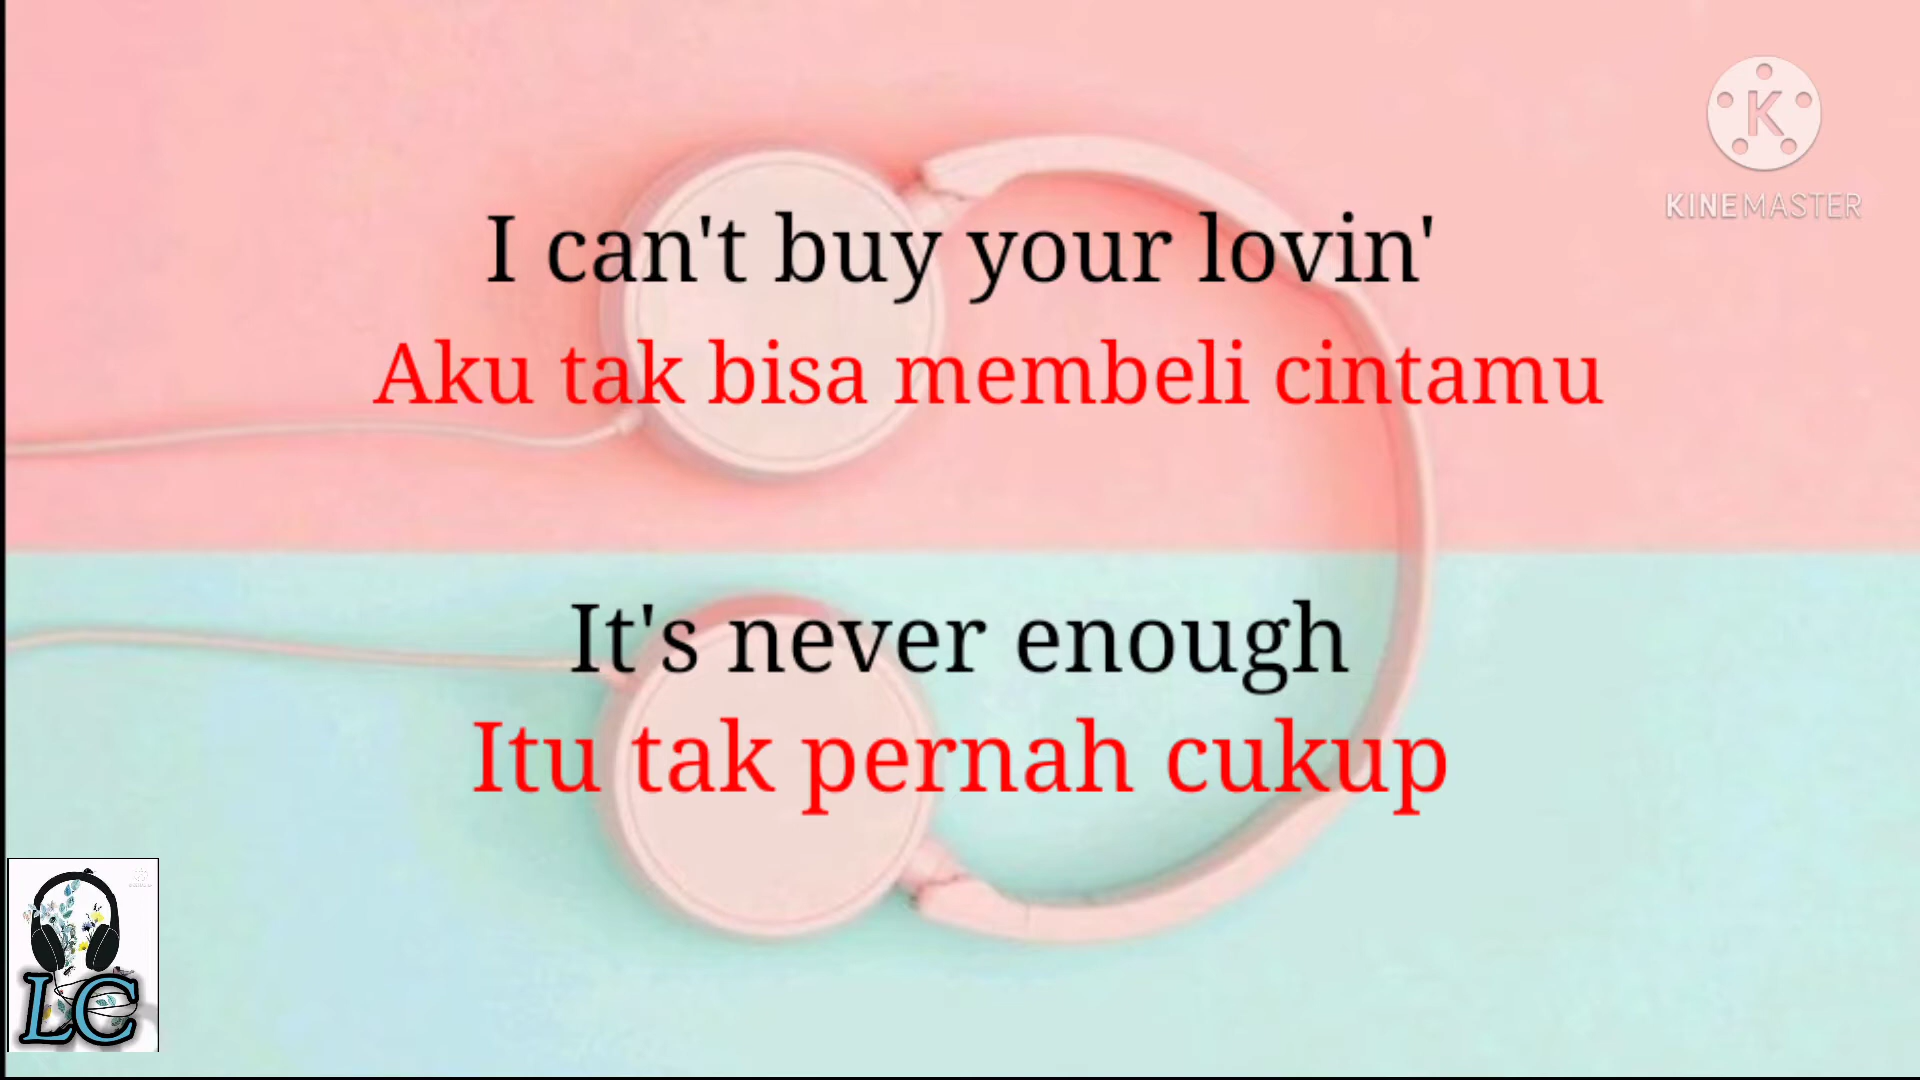 K
KINEMASTER
I can't buy your lovin'
Aku tak bisa membeli cintamu
It's never enough
Itu tak pernah cukup
LC